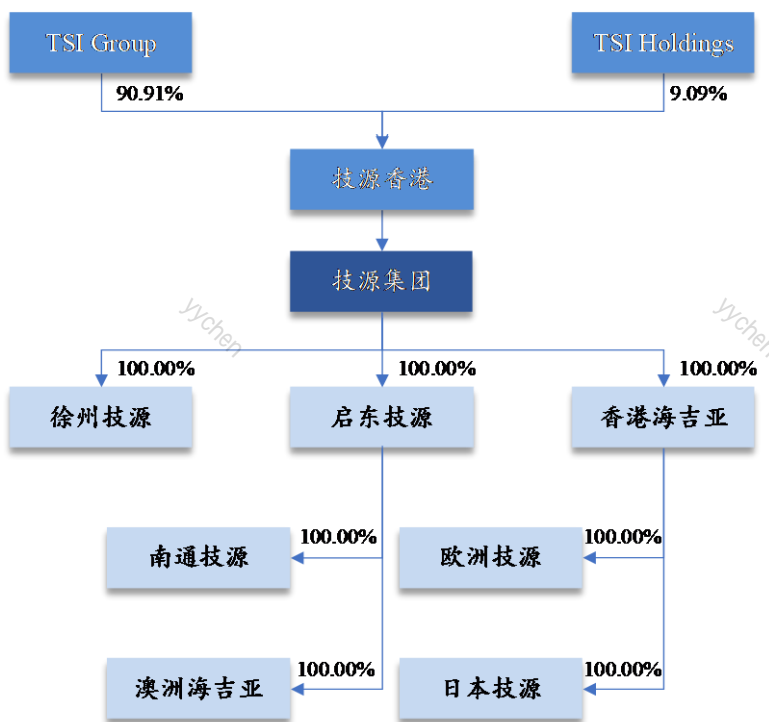 TSI Group
TSI Holdings
90.91%
9.09%
技源香港
技源集团
yychen
yychen
100.00%
100.00%
100.00%
徐州技源
启东技源
香港海吉亚
100.00%
100.00%
南通技源
欧洲技源
100.00%
100.00%
澳洲海吉亚
日本技源